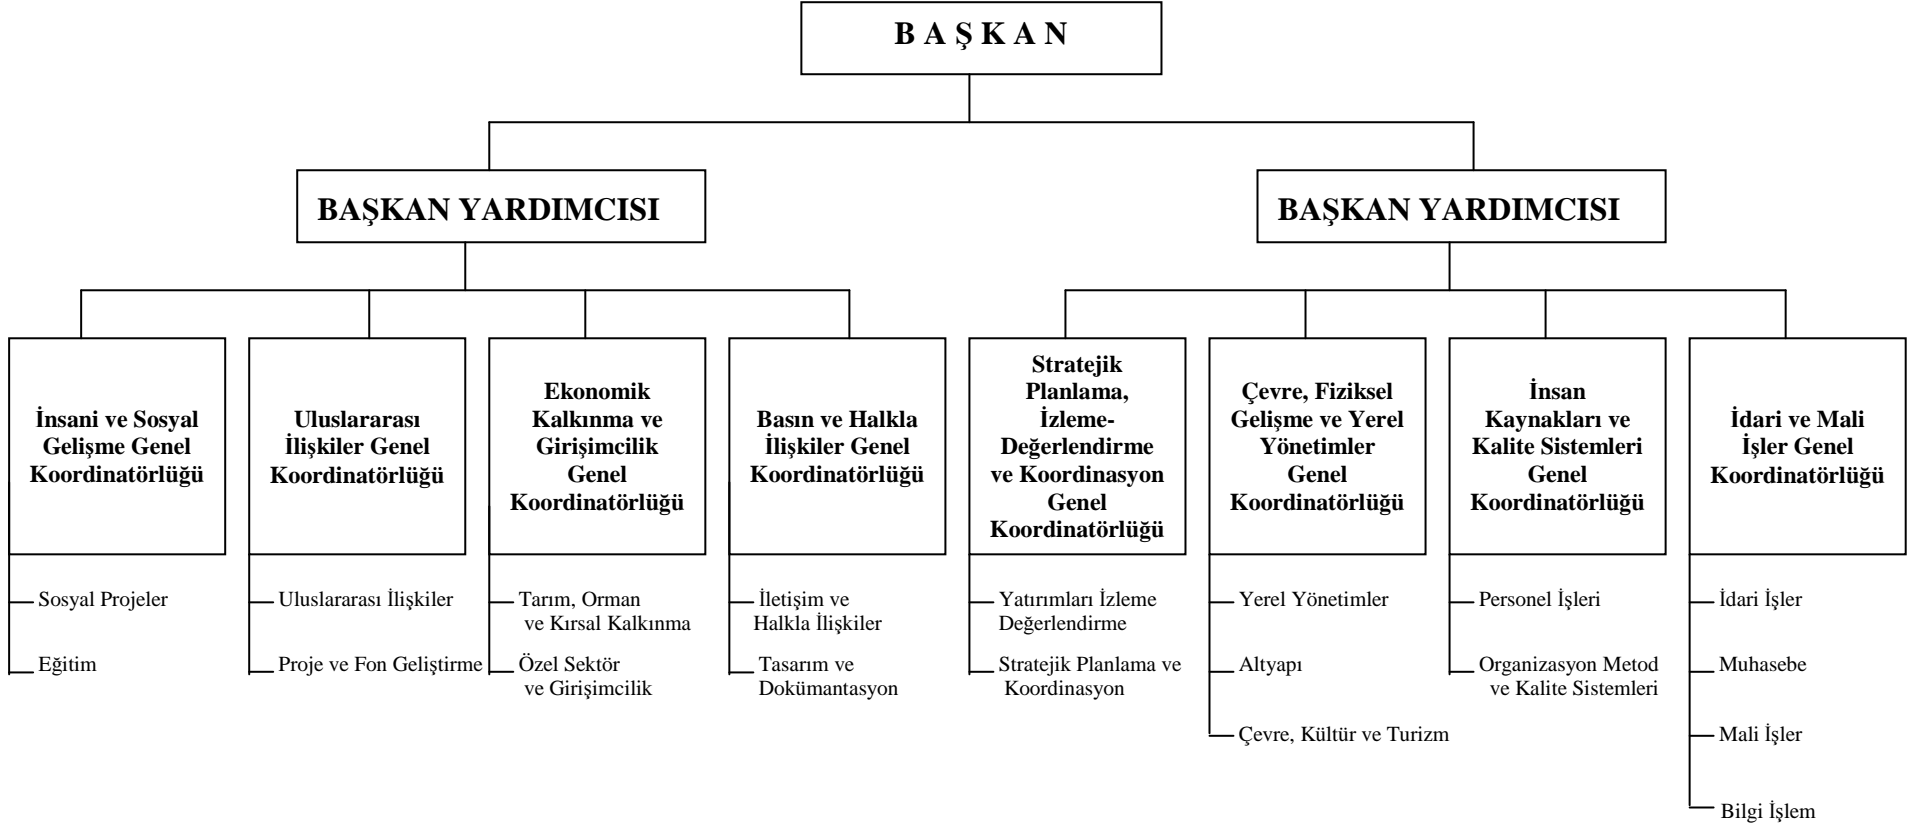 B A Ş K A N
BAŞKAN YARDIMCISI
BAŞKAN YARDIMCISI
İnsani ve Sosyal
Gelişme Genel
Koordinatörlüğü
Uluslararası
İlişkiler Genel
Koordinatörlüğü
Ekonomik
Kalkınma ve
Girişimcilik
Genel
Koordinatörlüğü
Basın ve Halkla
İlişkiler Genel
Koordinatörlüğü
Stratejik
Planlama,
İzleme-
Değerlendirme
ve Koordinasyon
Genel
Koordinatörlüğü
Çevre, Fiziksel
Gelişme ve Yerel
Yönetimler
Genel
Koordinatörlüğü
İnsan
Kaynakları ve
Kalite Sistemleri
Genel
Koordinatörlüğü
İdari ve Mali
İşler Genel
Koordinatörlüğü
Sosyal Projeler
Eğitim
Uluslararası İlişkiler
Proje ve Fon Geliştirme
Tarım, Orman
ve Kırsal Kalkınma
Özel Sektör
ve Girişimcilik
İletişim ve
Halkla İlişkiler
Tasarım ve
Dokümantasyon
Yatırımları İzleme
Değerlendirme
Stratejik Planlama ve
Koordinasyon
Yerel Yönetimler
Altyapı
Çevre, Kültür ve Turizm
Personel İşleri
Organizasyon Metod
ve Kalite Sistemleri
İdari İşler
Muhasebe
Mali İşler
Bilgi İşlem